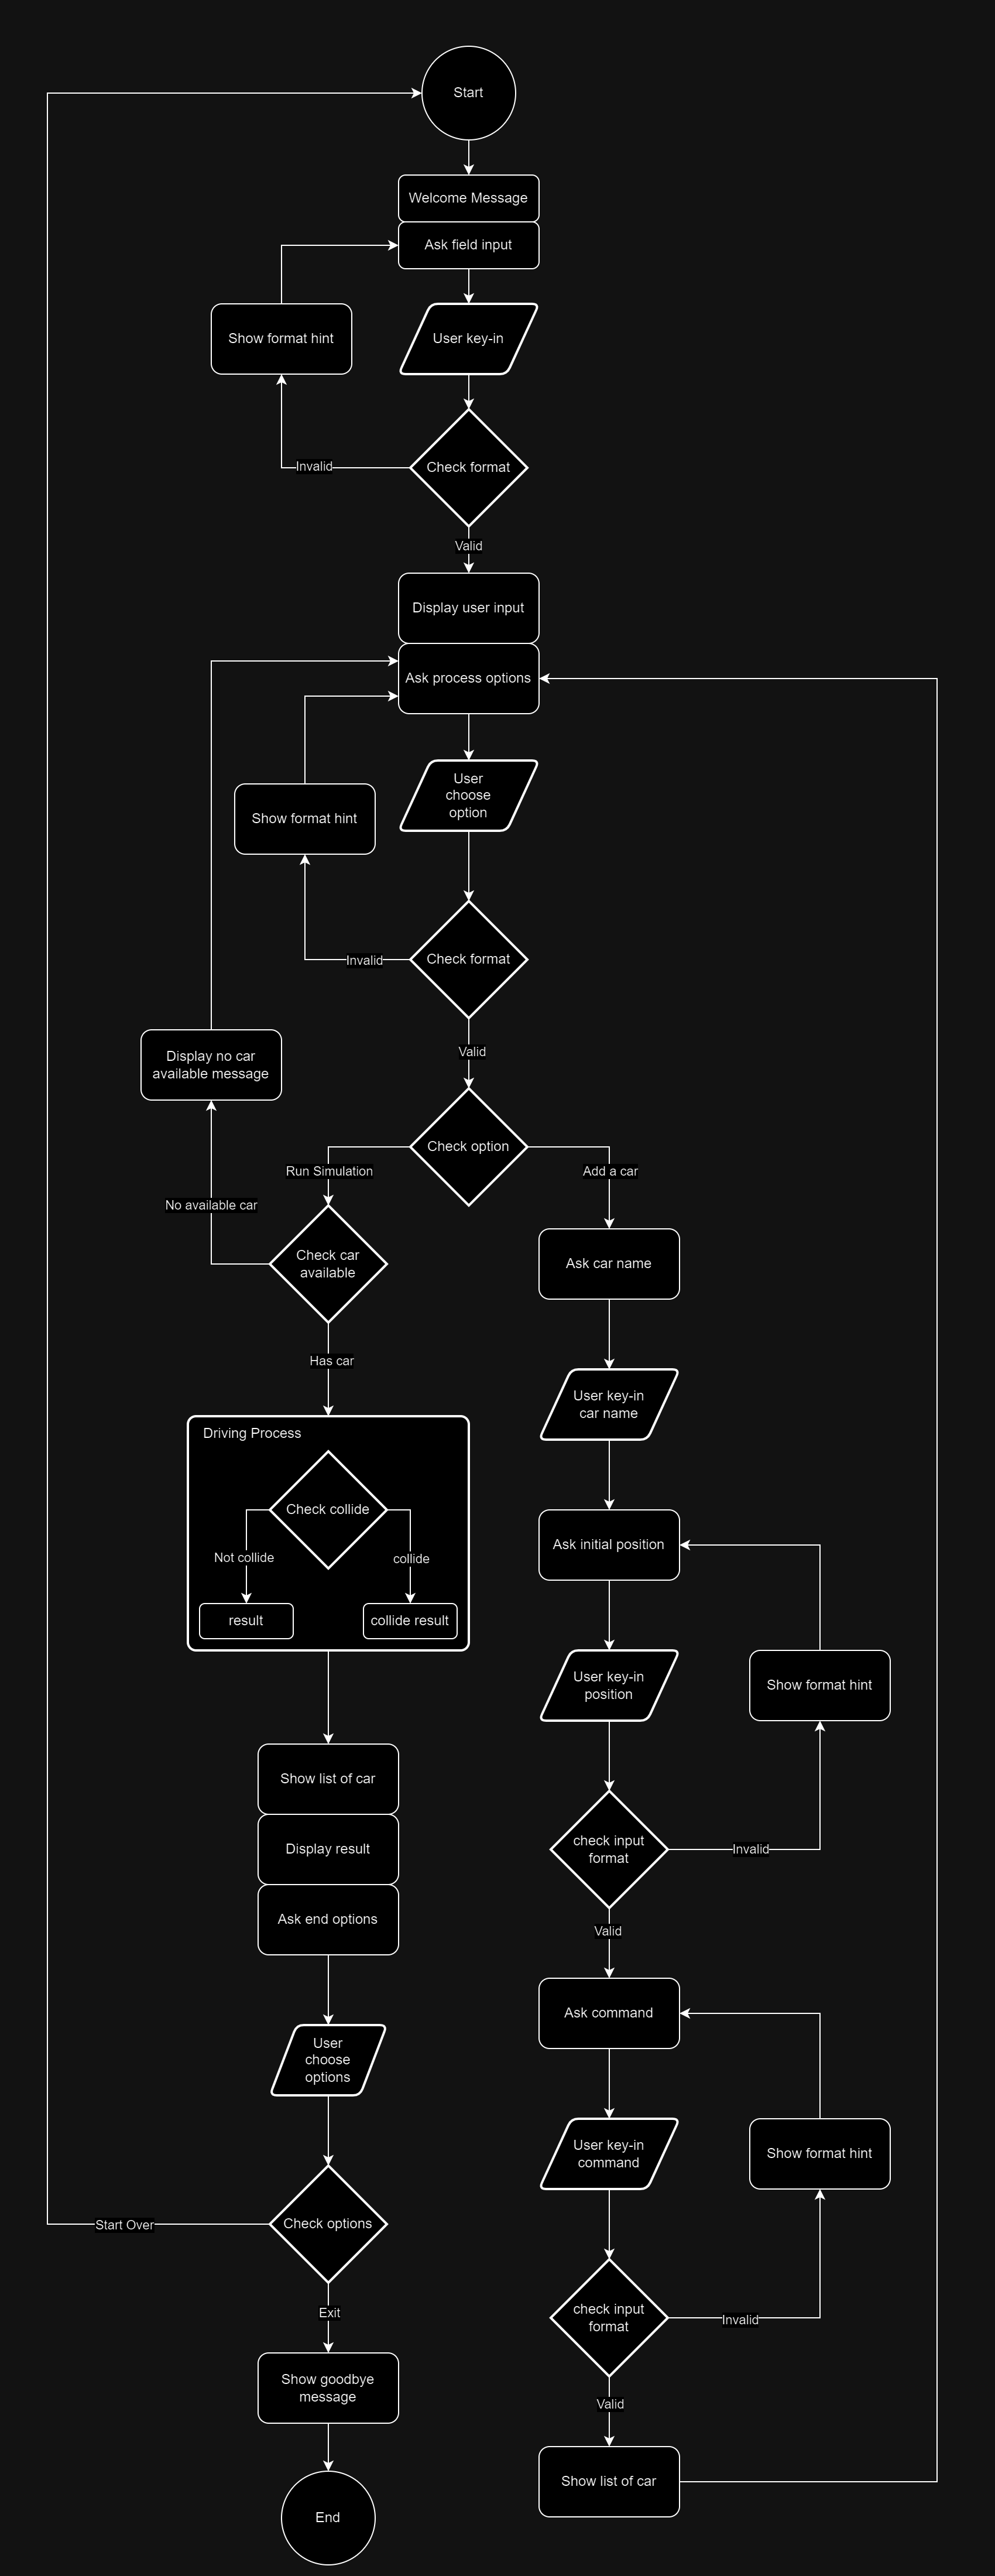 Start
Welcome Message
Ask field input
Show format hint
User key-in
Check format
Invalid
Valid
Display user input
Ask process options
User
choose
option
Show format hint
Check format
Invalid
Valid
Display no car
available message
Check option
Run Simulation
Add a car
No available car
Check car
available
Ask car name
Has car
User key-in
car name
Driving Process
Check collide
Not collide
collide
result
collide result
Ask initial position
User key-in
position
Show format hint
Show list of car
Display result
Ask end options
check input
format
Invalid
Valid
Ask command
User
choose
options
User key-in
command
Show format hint
Check options
Start Over
Exit
check input
format
Invalid
Valid
Show goodbye
message
Show list of car
End